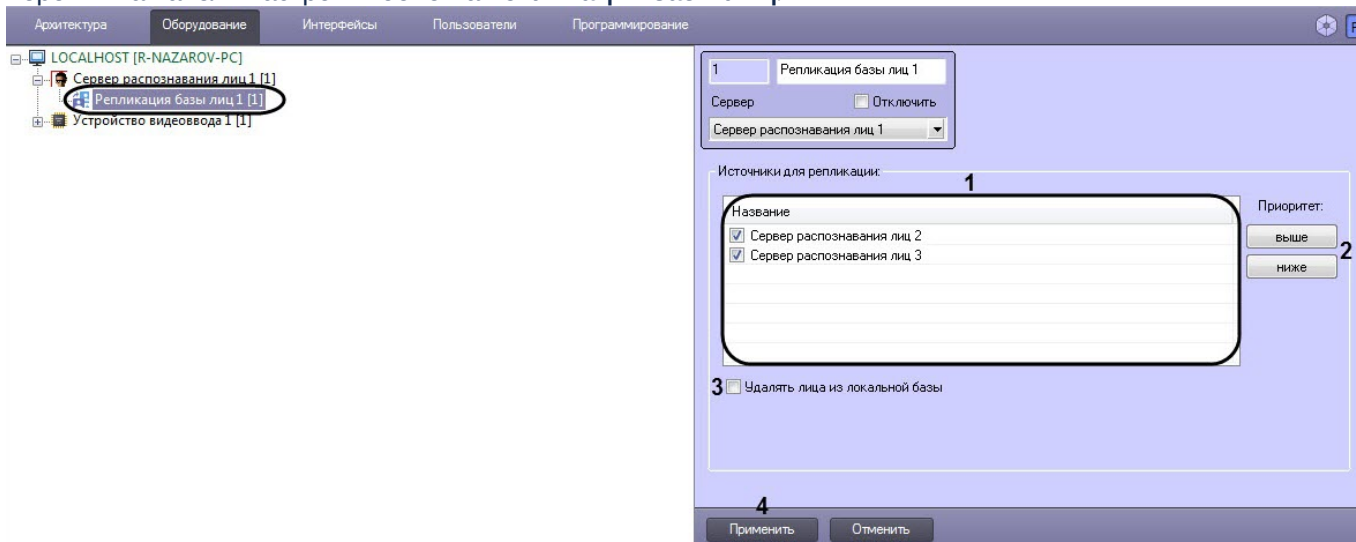 Архитектура Оборудование Интерфейсы Пользователи Программирование
LOCALHOST [R-NAZAROV-PC]
Сервер распознавания лиц 1 [1]
Репликация базы лиц 1 [1]
Устройство видеоввода 1 [1]
1 Репликация базы лиц 1
Сервер Отключить
Сервер распознавания лиц 1
Источники для репликации:
1
Название
Сервер распознавания лиц 2
Сервер распознавания лиц 3
Приоритет:
выше
2
ниже
3 Удалять лица из локальной базы
4
Применить Отменить